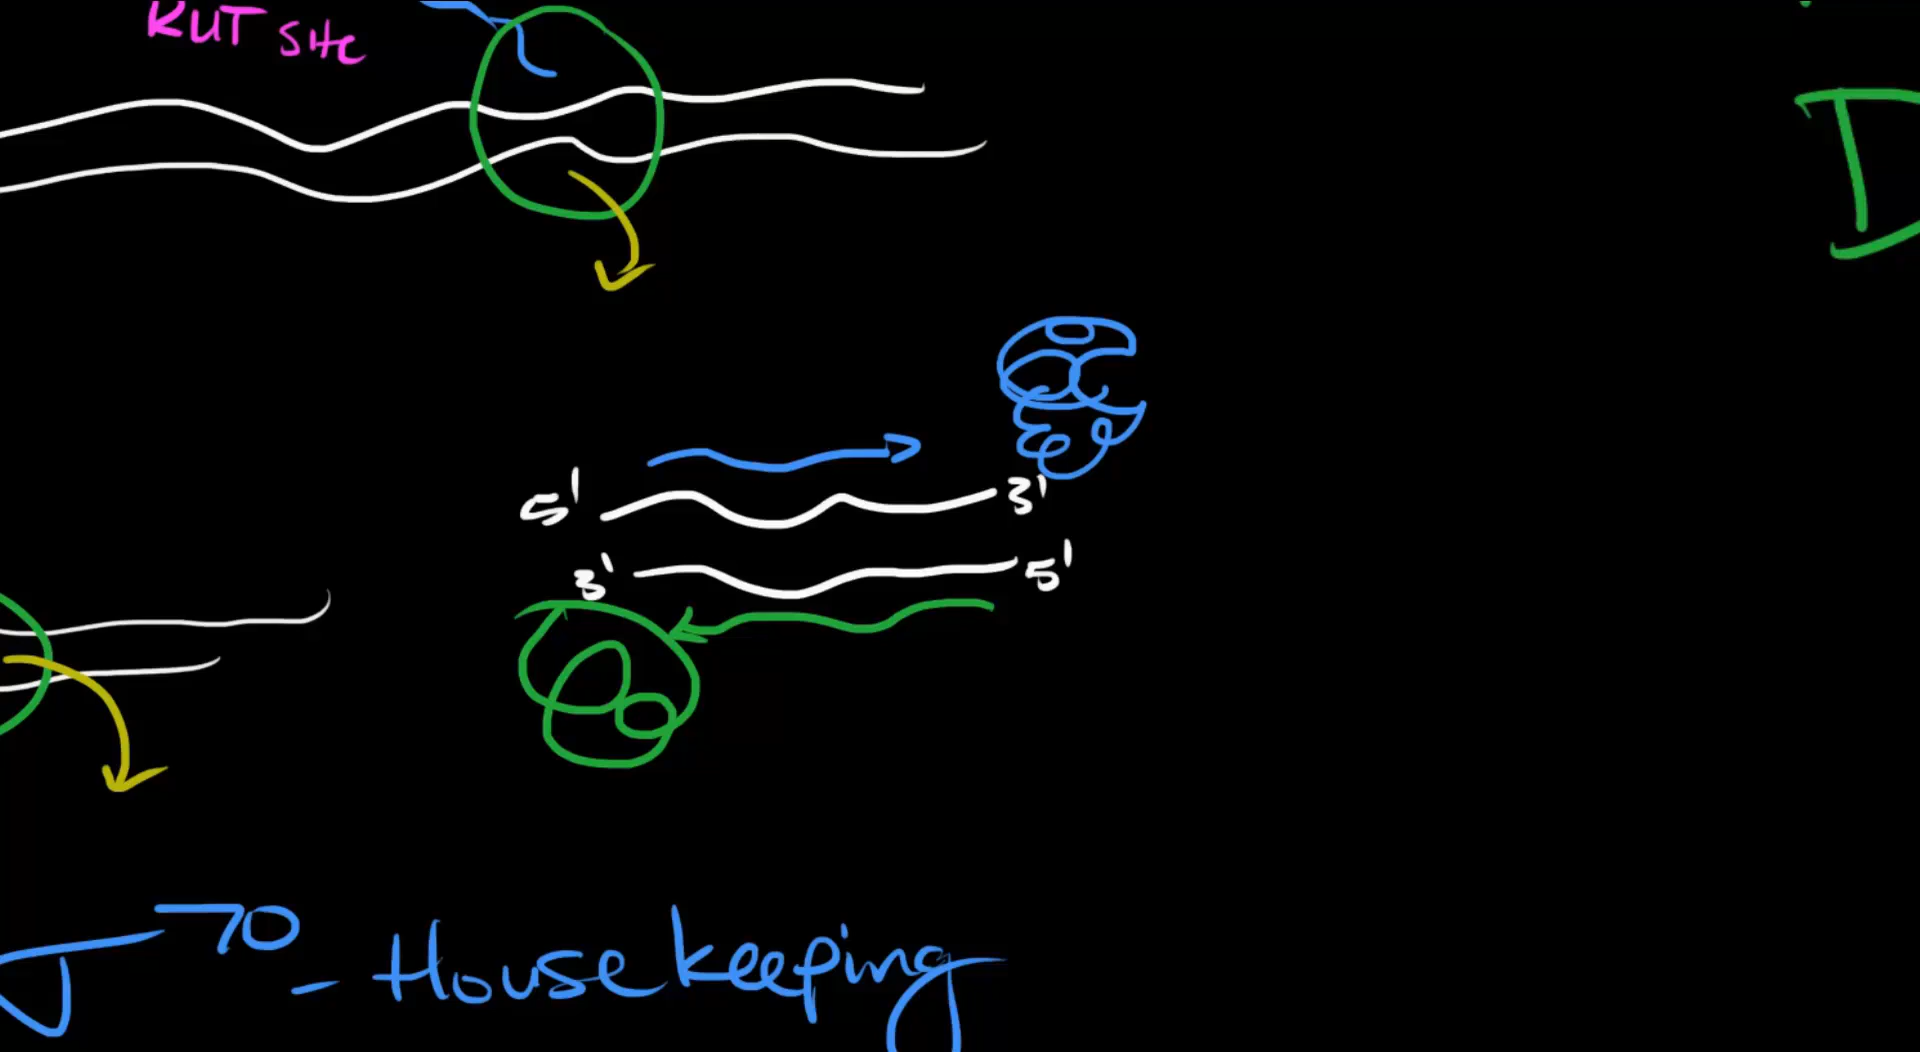 RUT site
5' 3'
3' 5'
σ⁷⁰ - Housekeeping